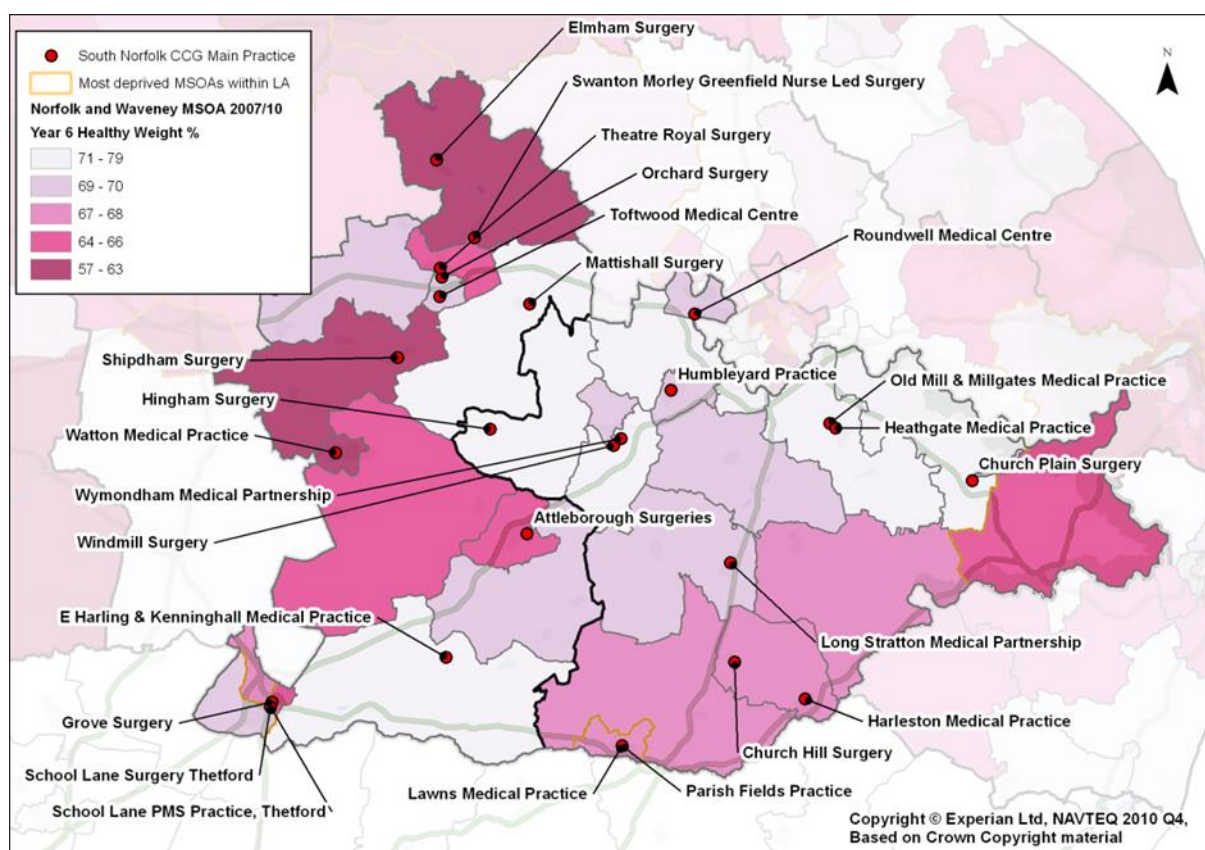 South Norfolk CCG Main Practice
Most deprived MSOAs wiithin LA
Norfolk and Waveney MSOA 2007/10
Year 6 Healthy Weight %
71 - 79
69 - 70
67 - 68
64 - 66
57 - 63
Elmham Surgery
N
Swanton Morley Greenfield Nurse Led Surgery
Theatre Royal Surgery
Orchard Surgery
Toftwood Medical Centre
Roundwell Medical Centre
Mattishall Surgery
Shipdham Surgery
Humbleyard Practice
Old Mill & Millgates Medical Practice
Hingham Surgery
Heathgate Medical Practice
Watton Medical Practice
Church Plain Surgery
Wymondham Medical Partnership
Attleborough Surgeries
Windmill Surgery
E Harling & Kenninghall Medical Practice
Long Stratton Medical Partnership
Grove Surgery
Harleston Medical Practice
Church Hill Surgery
School Lane Surgery Thetford
Lawns Medical Practice
Parish Fields Practice
School Lane PMS Practice, Thetford
Copyright © Experian Ltd, NAVTEQ 2010 Q4,
Based on Crown Copyright material